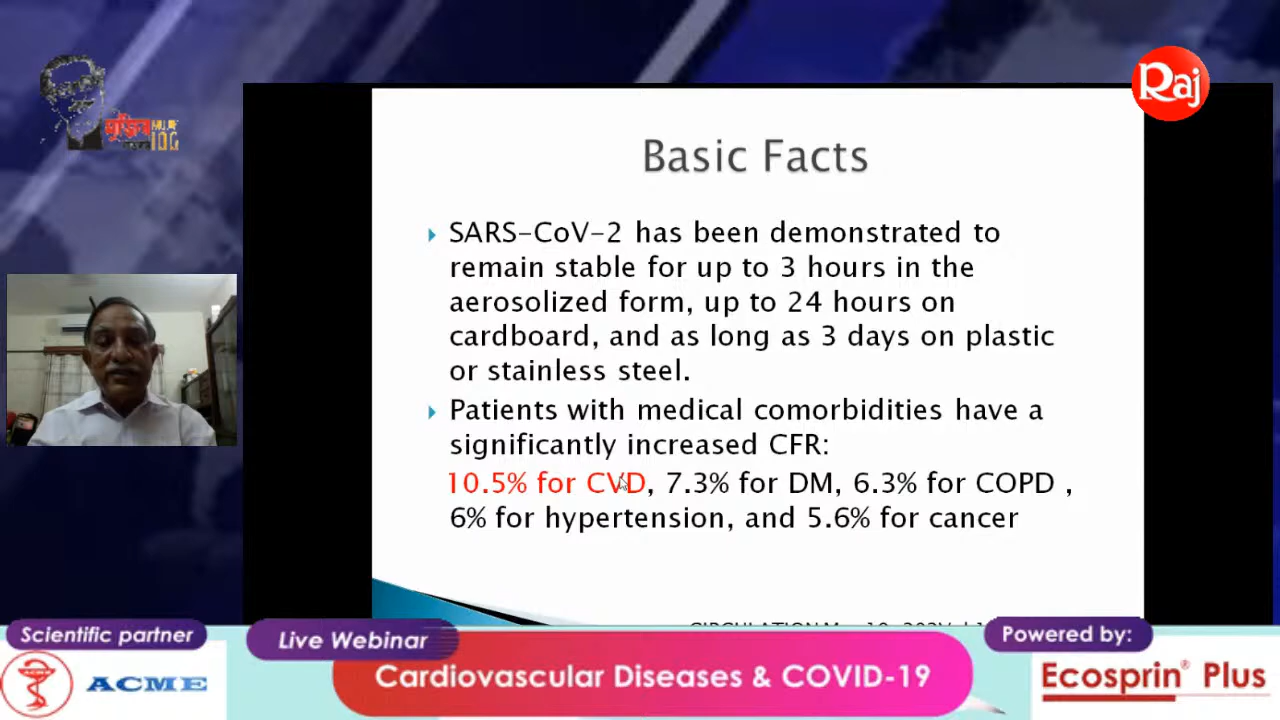 Raj
মুজিব
100
Basic Facts
SARS-CoV-2 has been demonstrated to
remain stable for up to 3 hours in the
aerosolized form, up to 24 hours on
cardboard, and as long as 3 days on plastic
or stainless steel.
Patients with medical comorbidities have a
significantly increased CFR:
10.5% for CVD, 7.3% for DM, 6.3% for COPD ,
6% for hypertension, and 5.6% for cancer
Scientific partner
ACME
Live Webinar
Cardiovascular Diseases & COVID-19
Powered by:
Ecosprin® Plus